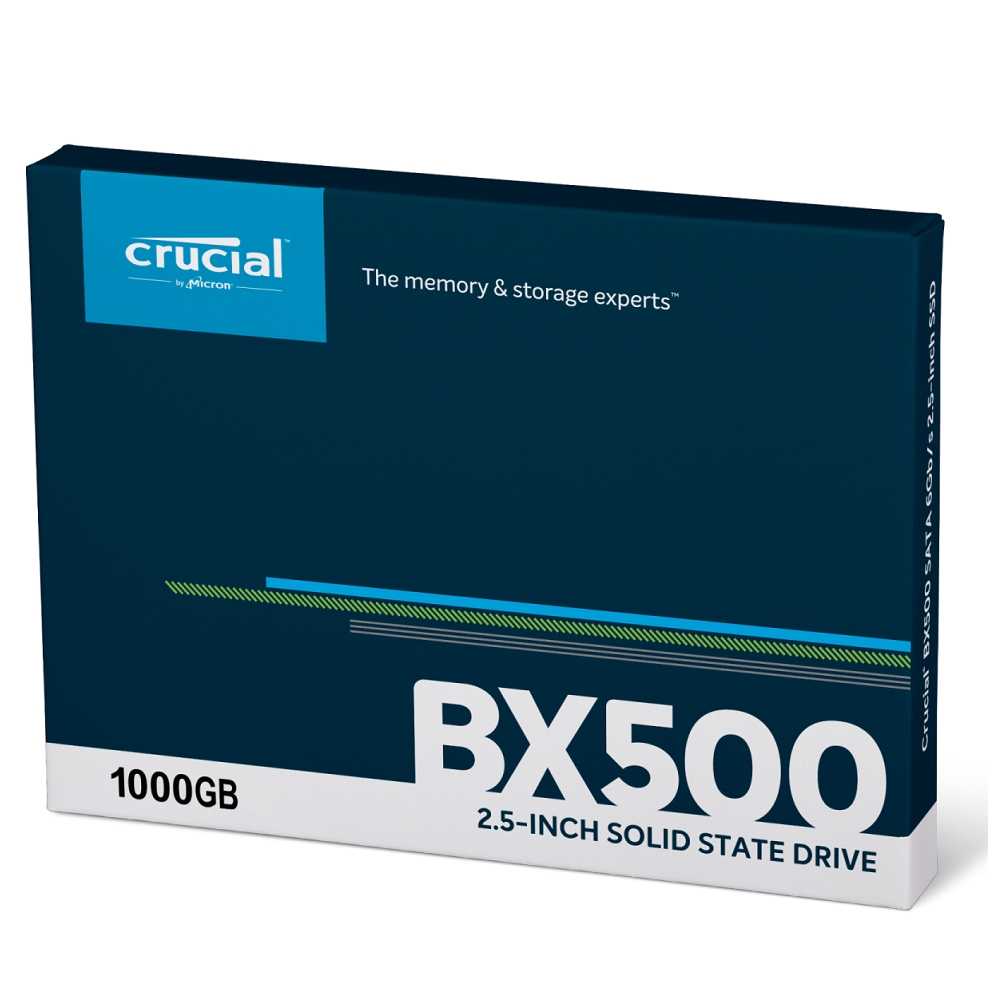 crucial™
by Micron®
The memory & storage experts™
BX500
1000GB
2.5-INCH SOLID STATE DRIVE
Crucial® BX500 SATA 6Gb/s 2.5-inch SSD